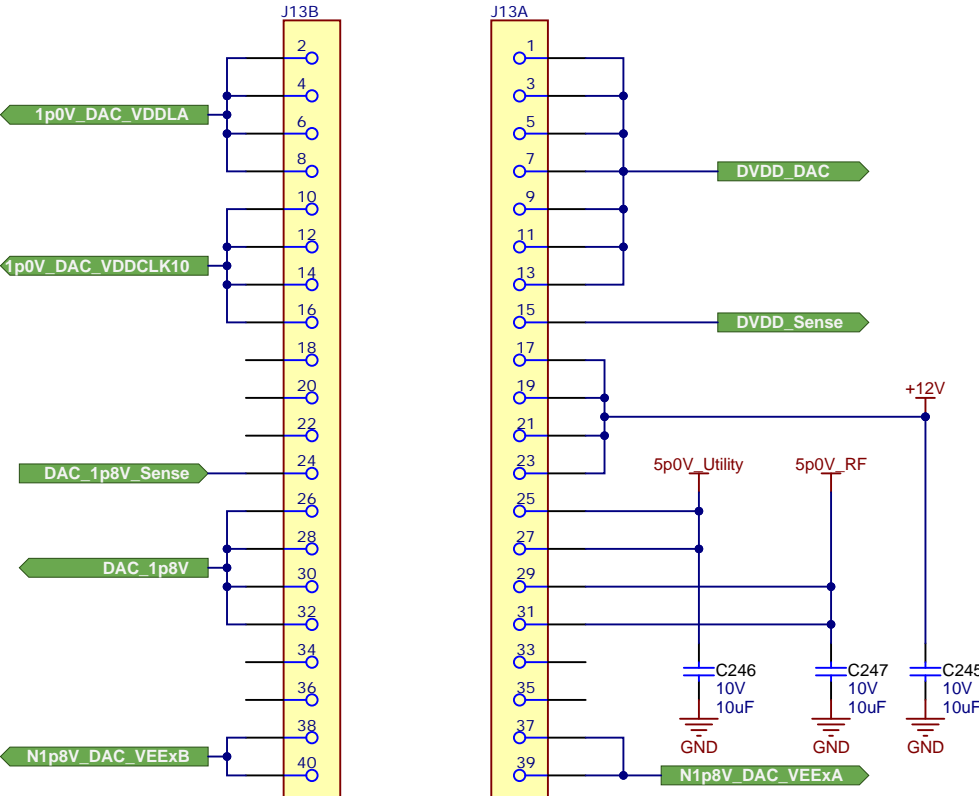 J13B
J13A
2
1
4
3
1p0V_DAC_VDDLA
6
5
8
7
DVDD_DAC
10
9
12
11
1p0V_DAC_VDDCLK10
14
13
16
15
DVDD_Sense
18
17
20
19
+12V
22
21
DAC_1p8V_Sense
24
23
5p0V_Utility
5p0V_RF
26
25
28
27
DAC_1p8V
30
29
32
31
34
33
C246
C247
C245
36
35
10V
10V
10V
10uF
10uF
10uF
38
37
GND
GND
GND
N1p8V_DAC_VEExB
40
39
N1p8V_DAC_VEExA